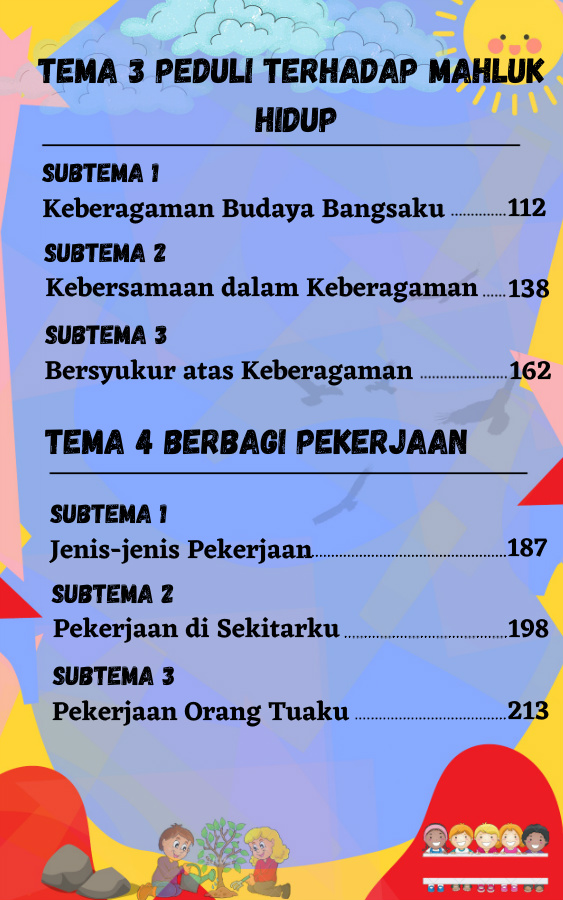 TEMA 3 PEDULI TERHADAP MAHLUK
HIDUP
SUBTEMA 1
Keberagaman Budaya Bangsaku ..............112
SUBTEMA 2
Kebersamaan dalam Keberagaman ......138
SUBTEMA 3
Bersyukur atas Keberagaman ......................162
TEMA 4 BERBAGI PEKERJAAN
SUBTEMA 1
Jenis-jenis Pekerjaan................................................187
SUBTEMA 2
Pekerjaan di Sekitarku .........................................198
SUBTEMA 3
Pekerjaan Orang Tuaku ......................................213